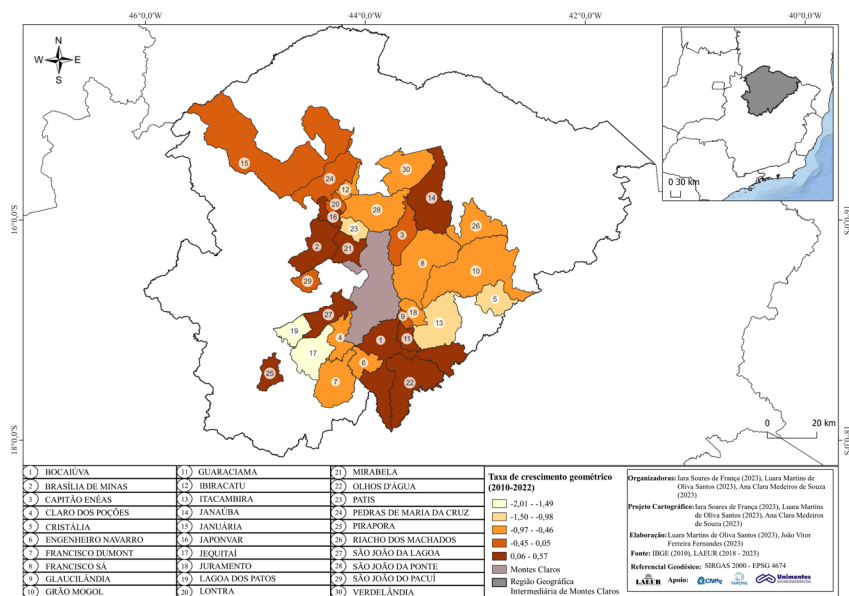 46°0,0'W 44°0,0'W 42°0,0'W 40°0,0'W
N
W E
S
0 30 km
16°0,0'S
18°0,0'S
15
24
12
30
14
20
16
28
23
26
2
21
3
8
10
29
5
27
9
18
13
19
4
1
11
17
6
25
7
22
0 20 km
1 BOCAIÚVA
2 BRASÍLIA DE MINAS
3 CAPITÃO ENÉAS
4 CLARO DOS POÇÕES
5 CRISTÁLIA
6 ENGENHEIRO NAVARRO
7 FRANCISCO DUMONT
8 FRANCISCO SÁ
9 GLAUCILÂNDIA
10 GRÃO MOGOL
11 GUARACIAMA
12 IBIRACATU
13 ITACAMBIRA
14 JANAÚBA
15 JANUÁRIA
16 JAPONVAR
17 JEQUITAÍ
18 JURAMENTO
19 LAGOA DOS PATOS
20 LONTRA
21 MIRABELA
22 OLHOS D'ÁGUA
23 PATIS
24 PEDRAS DE MARIA DA CRUZ
25 PIRAPORA
26 RIACHO DOS MACHADOS
27 SÃO JOÃO DA LAGOA
28 SÃO JOÃO DA PONTE
29 SÃO JOÃO DO PACUÍ
30 VERDELÂNDIA
Taxa de crescimento geométrico
(2010-2022)
-2,01 - -1,49
-1,50 - -0,98
-0,97 - -0,46
-0,45 - 0,05
0,06 - 0,57
Montes Claros
Região Geográfica
Intermediária de Montes Claros
Organizadoras: Iara Soares de França (2023), Luara Martins de
Oliva Santos (2023), Ana Clara Medeiros de Souza
(2023)
Projeto Cartográfico: Iara Soares de França (2023), Luara Martins
de Oliva Santos (2023), Ana Clara Medeiros
de Souza (2023)
Elaboração: Luara Martins de Oliva Santos (2023), João Vitor
Ferreira Fernandes (2023)
Fonte: IBGE (2010), LAEUR (2018 - 2023)
Referencial Geodésico: SIRGAS 2000 - EPSG 4674
LAEUR Apoio: CNPq FAPEMIG Unimontes